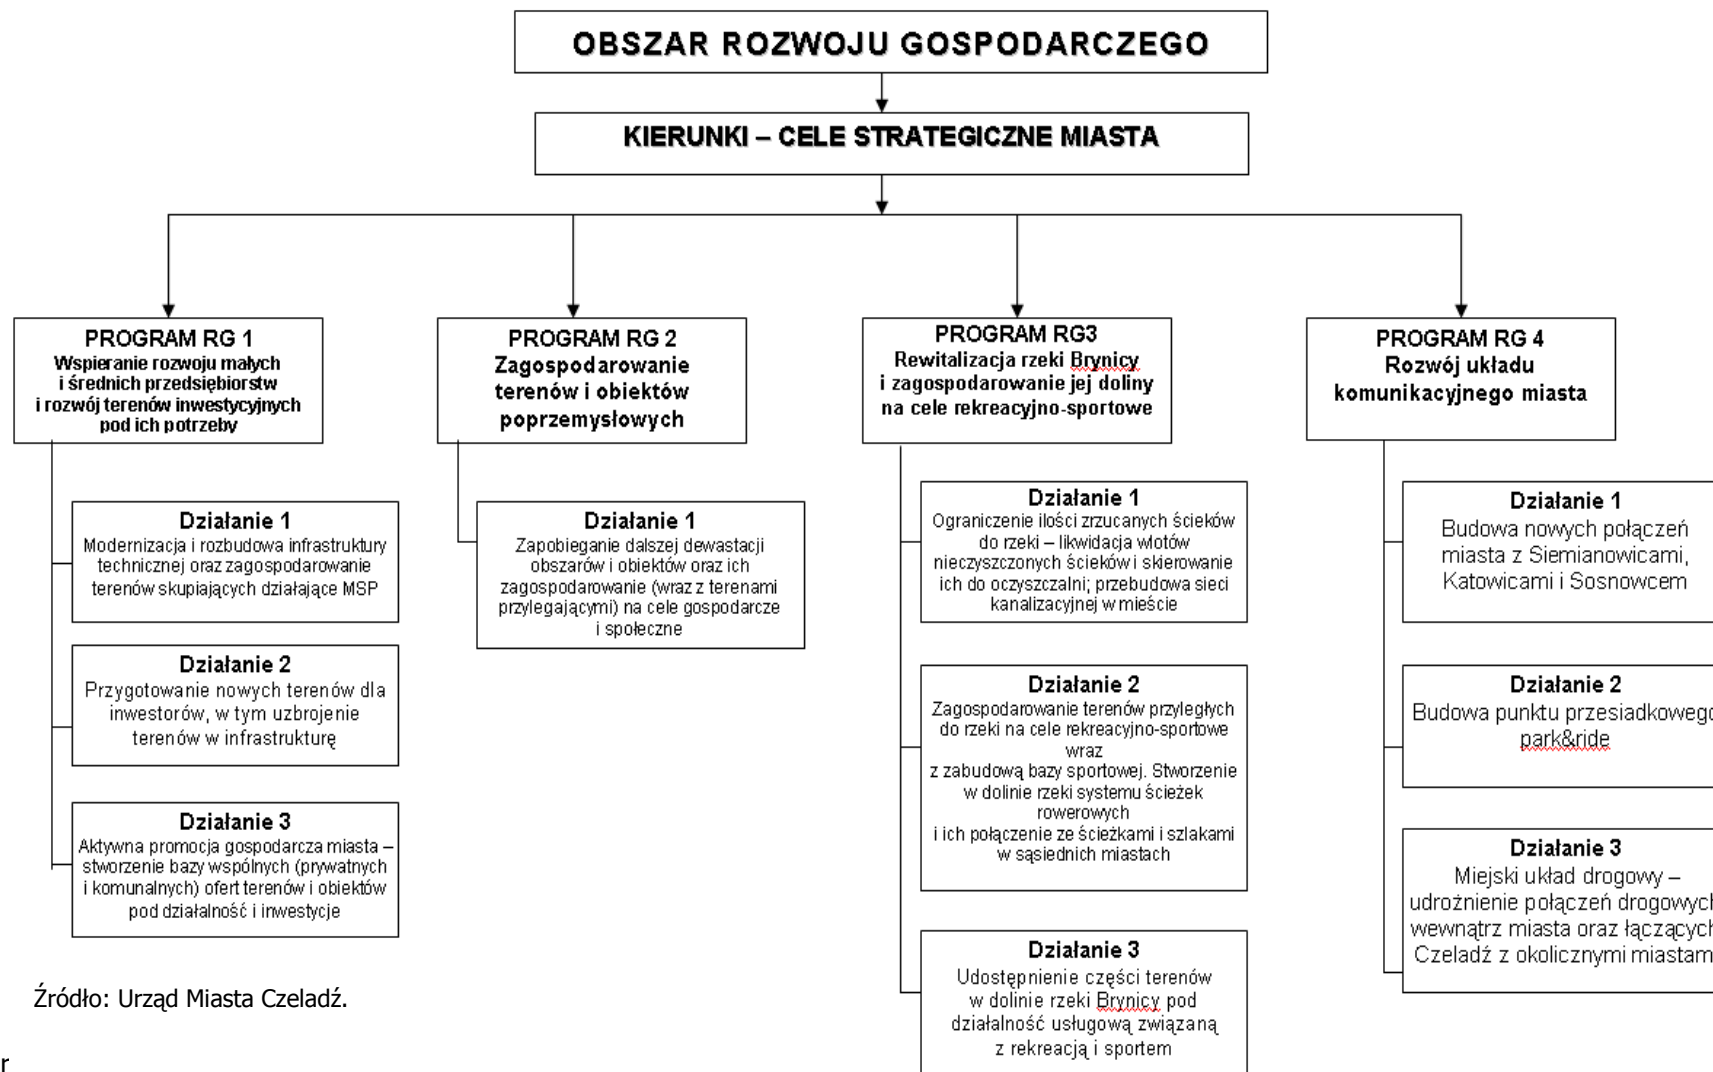 OBSZAR ROZWOJU GOSPODARCZEGO
KIERUNKI – CELE STRATEGICZNE MIASTA
PROGRAM RG 1
Wspieranie rozwoju małych
i średnich przedsiębiorstw
i rozwój terenów inwestycyjnych
pod ich potrzeby
Działanie 1
Modernizacja i rozbudowa infrastruktury
technicznej oraz zagospodarowanie
terenów skupiających działające MSP
Działanie 2
Przygotowanie nowych terenów dla
inwestorów, w tym uzbrojenie
terenów w infrastrukturę
Działanie 3
Aktywna promocja gospodarcza miasta –
stworzenie bazy wspólnych (prywatnych
i komunalnych) ofert terenów i obiektów
pod działalność i inwestycje
PROGRAM RG 2
Zagospodarowanie
terenów i obiektów
poprzemysłowych
Działanie 1
Zapobieganie dalszej dewastacji
obszarów i obiektów oraz ich
zagospodarowanie (wraz z terenami
przylegającymi) na cele gospodarcze
i społeczne
PROGRAM RG3
Rewitalizacja rzeki Brynicy
i zagospodarowanie jej doliny
na cele rekreacyjno-sportowe
Działanie 1
Ograniczenie ilości zrzucanych ścieków
do rzeki – likwidacja wlotów
nieczyszczonych ścieków i skierowanie
ich do oczyszczalni; przebudowa sieci
kanalizacyjnej w mieście
Działanie 2
Zagospodarowanie terenów przyległych
do rzeki na cele rekreacyjno-sportowe
wraz
z zabudową bazy sportowej. Stworzenie
w dolinie rzeki systemu ścieżek
rowerowych
i ich połączenie ze ścieżkami i szlakami
w sąsiednich miastach
Działanie 3
Udostępnienie części terenów
w dolinie rzeki Brynicy pod
działalność usługową związaną
z rekreacją i sportem
PROGRAM RG 4
Rozwój układu
komunikacyjnego miasta
Działanie 1
Budowa nowych połączeń
miasta z Siemianowicami,
Katowicami i Sosnowcem
Działanie 2
Budowa punktu przesiadkowego
park&ride
Działanie 3
Miejski układ drogowy –
udrożnienie połączeń drogowych
wewnątrz miasta oraz łączących
Czeladź z okolicznymi miastam
Źródło: Urząd Miasta Czeladź.
r